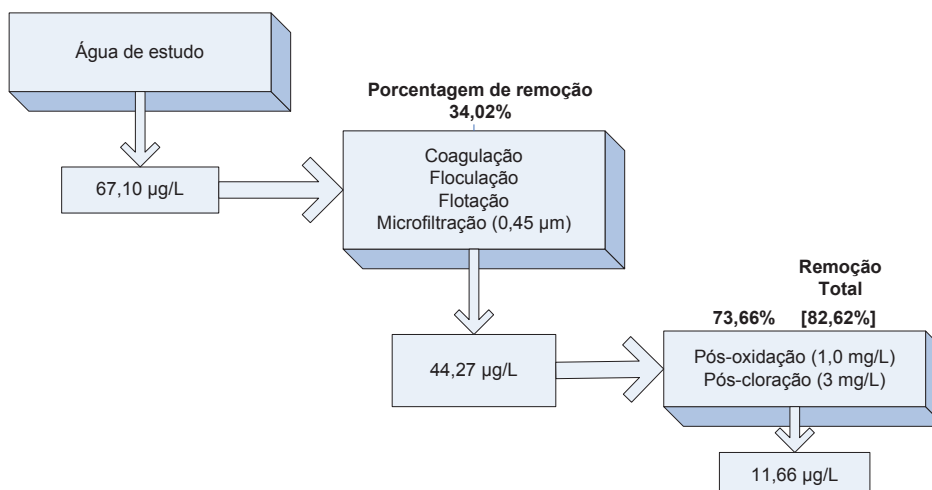 Água de estudo
Porcentagem de remoção
34,02%
67,10 µg/L
Coagulação
Floculação
Flotação
Microfiltração (0,45 µm)
Remoção
Total
73,66% [82,62%]
44,27 µg/L
Pós-oxidação (1,0 mg/L)
Pós-cloração (3 mg/L)
11,66 µg/L